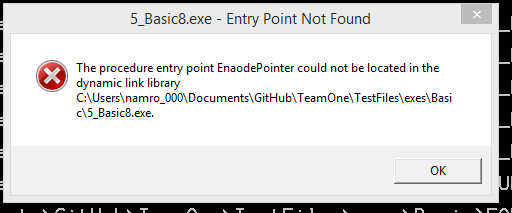 5_Basic8.exe - Entry Point Not Found
The procedure entry point EnaodePointer could not be located in the
dynamic link library
C:\Users\namro_000\Documents\GitHub\TeamOne\TestFiles\exes\Basi
c\5_Basic8.exe.
OK